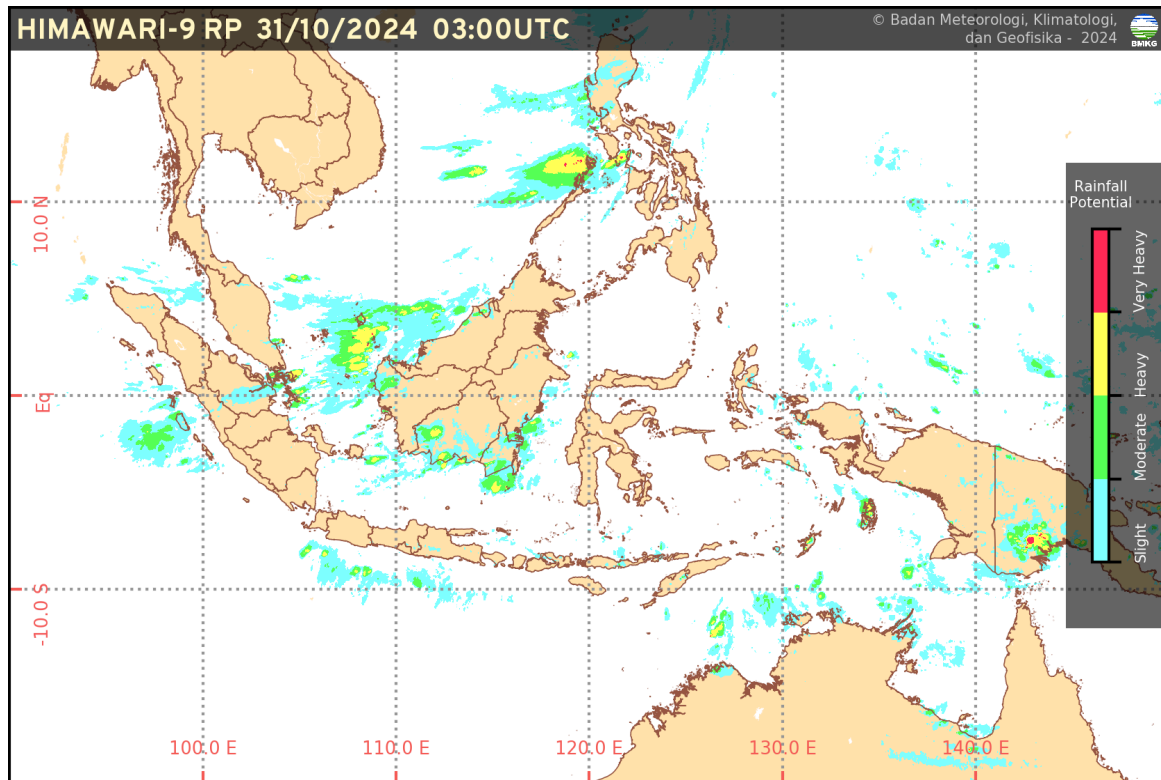 HIMAWARI-9 RP 31/10/2024 03:00UTC
© Badan Meteorologi, Klimatologi,
dan Geofisika - 2024
BMKG
Rainfall
Potential
Very Heavy
Heavy
Moderate
Slight
10.0 N
Eq
-10.0 S
100.0 E
110.0 E
120.0 E
130.0 E
140.0 E